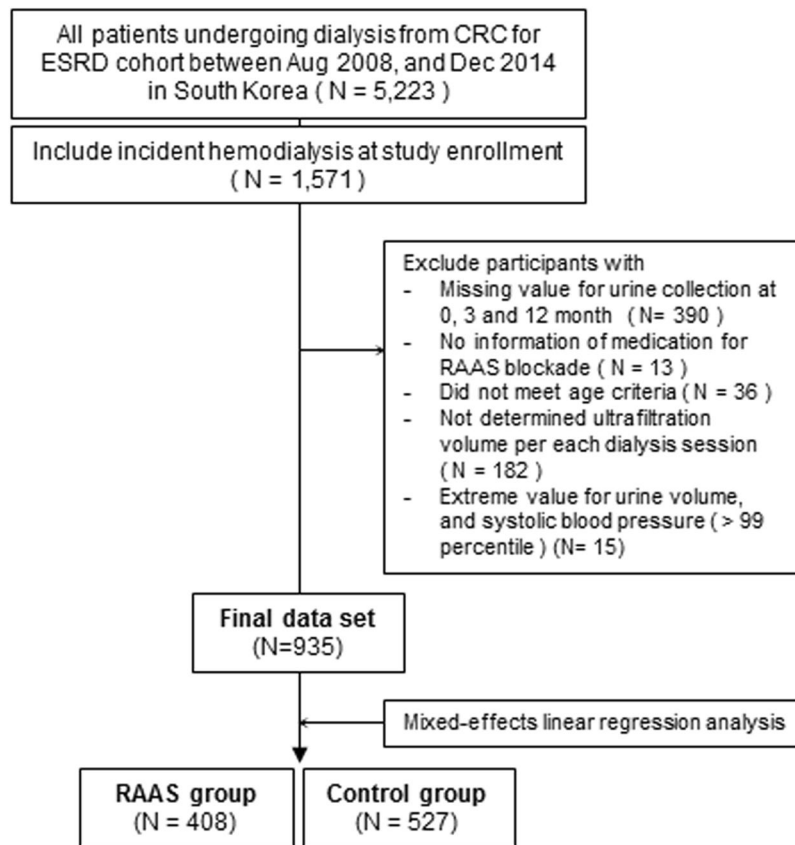 All patients undergoing dialysis from CRC for
ESRD cohort between Aug 2008, and Dec 2014
in South Korea ( N = 5,223 )
Include incident hemodialysis at study enrollment
( N = 1,571 )
Exclude participants with
- Missing value for urine collection at
0, 3 and 12 month ( N= 390 )
- No information of medication for
RAAS blockade ( N = 13 )
- Did not meet age criteria ( N = 36 )
- Not determined ultrafiltration
volume per each dialysis session
( N = 182 )
- Extreme value for urine volume,
and systolic blood pressure ( > 99
percentile ) (N= 15)
Final data set
(N=935)
Mixed-effects linear regression analysis
RAAS group
(N = 408)
Control group
(N = 527)